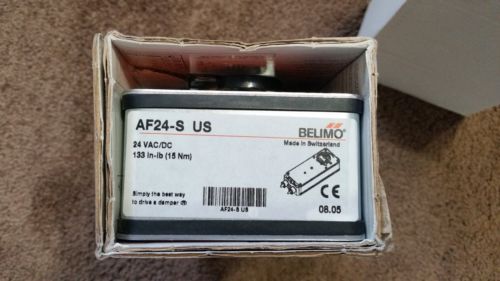 AF24-S US
BELIMO®
24 VAC/DC
Made in Switzerland
133 in-lb (15 Nm)
Simply the best way
to drive a damper ®
AF24-S US
CE
08.05